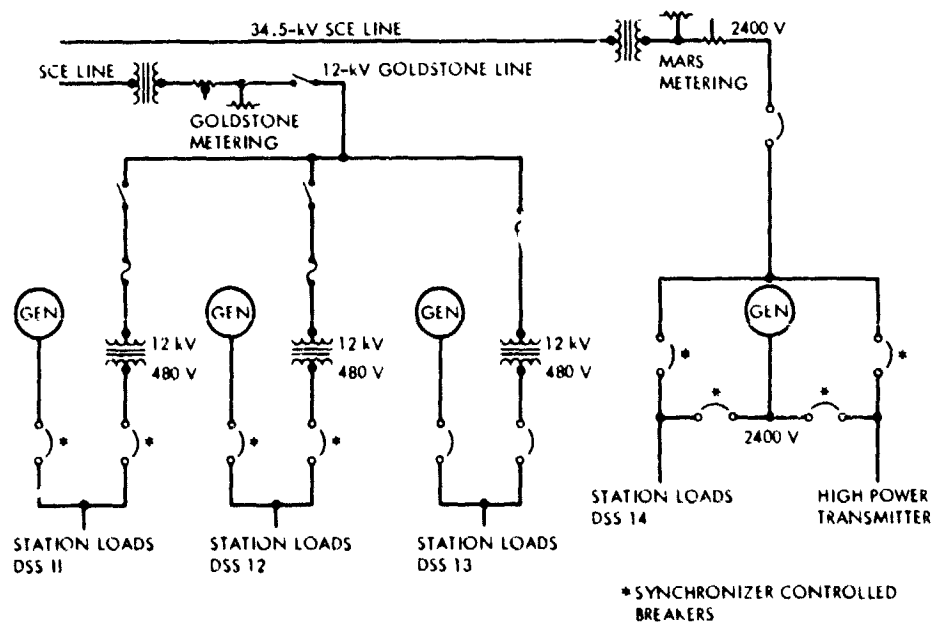 34.5-kV SCE LINE
2400 V
SCE LINE
12-kV GOLDSTONE LINE
MARS
METERING
GOLDSTONE
METERING
GEN
GEN
GEN
GEN
12 kV
480 V
12 kV
480 V
12 kV
480 V
*
*
*
*
*
*
*
*
2400 V
STATION LOADS
DSS 11
STATION LOADS
DSS 12
STATION LOADS
DSS 13
STATION LOADS
DSS 14
HIGH POWER
TRANSMITTER
* SYNCHRONIZER CONTROLLED
BREAKERS